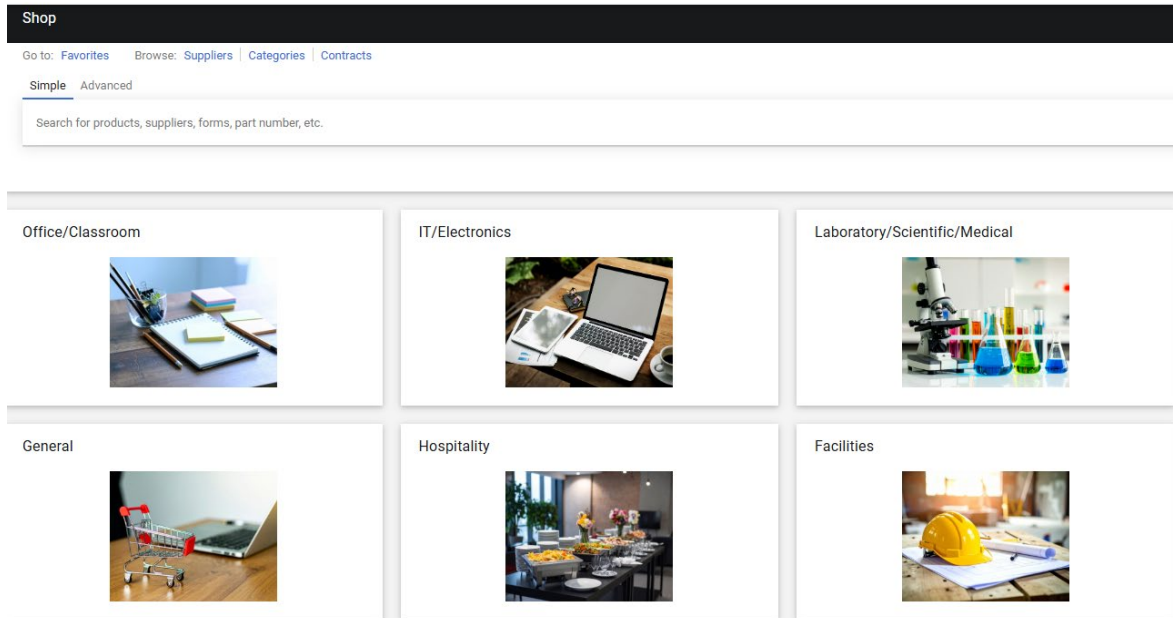 Shop
Go to: Favorites Browse: Suppliers Categories Contracts
Simple Advanced
Search for products, suppliers, forms, part number, etc.
Office/Classroom
IT/Electronics
Laboratory/Scientific/Medical
General
Hospitality
Facilities